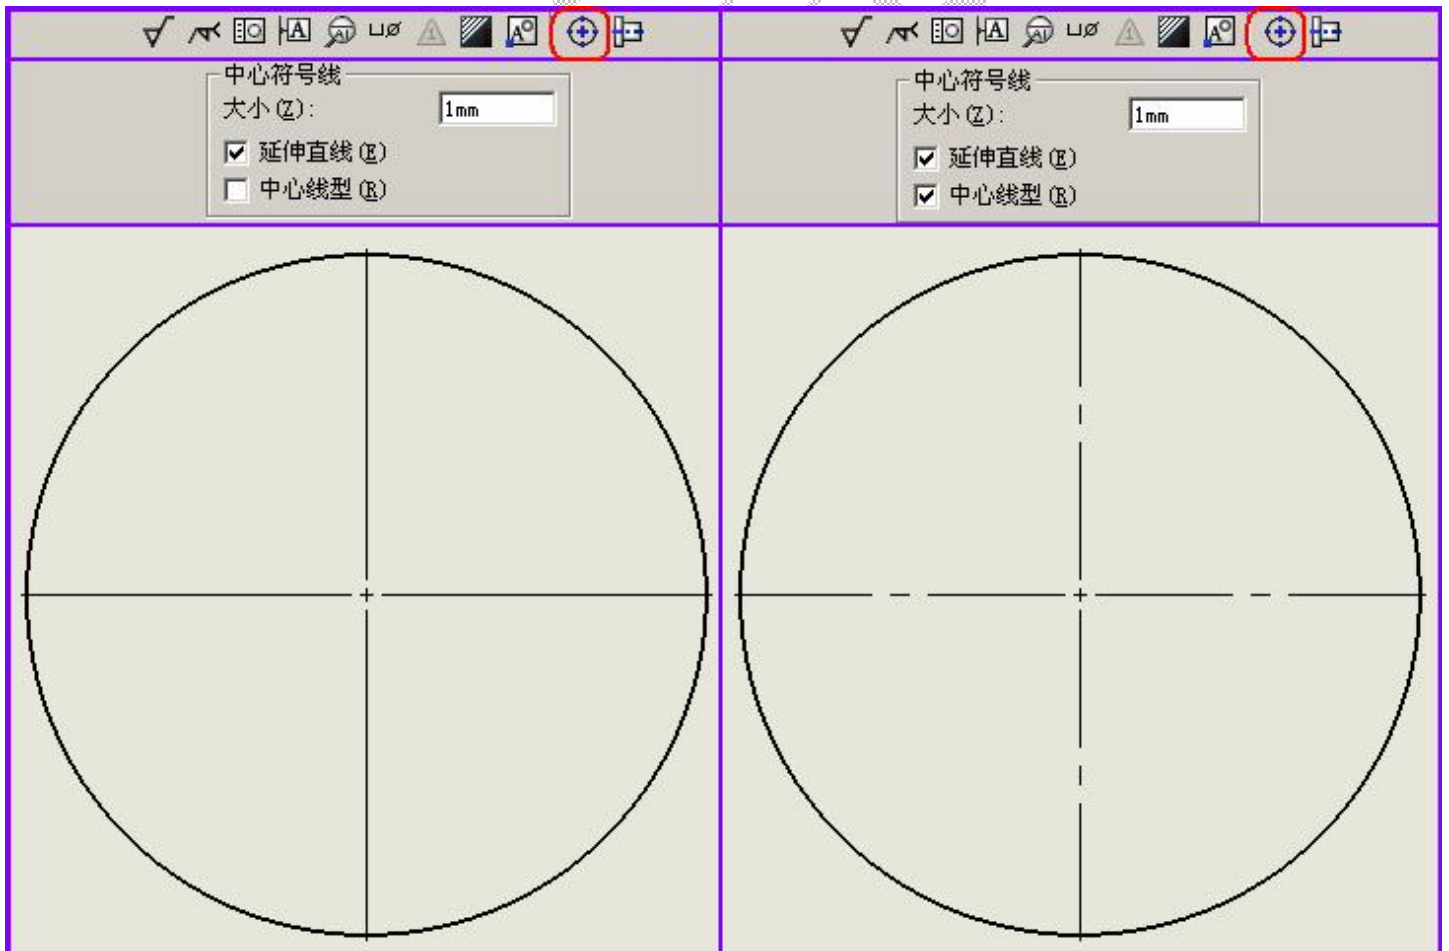 中心符号线
大小(Z):
1mm
延伸直线(E)
中心线型(R)
中心符号线
大小(Z):
1mm
延伸直线(E)
中心线型(R)